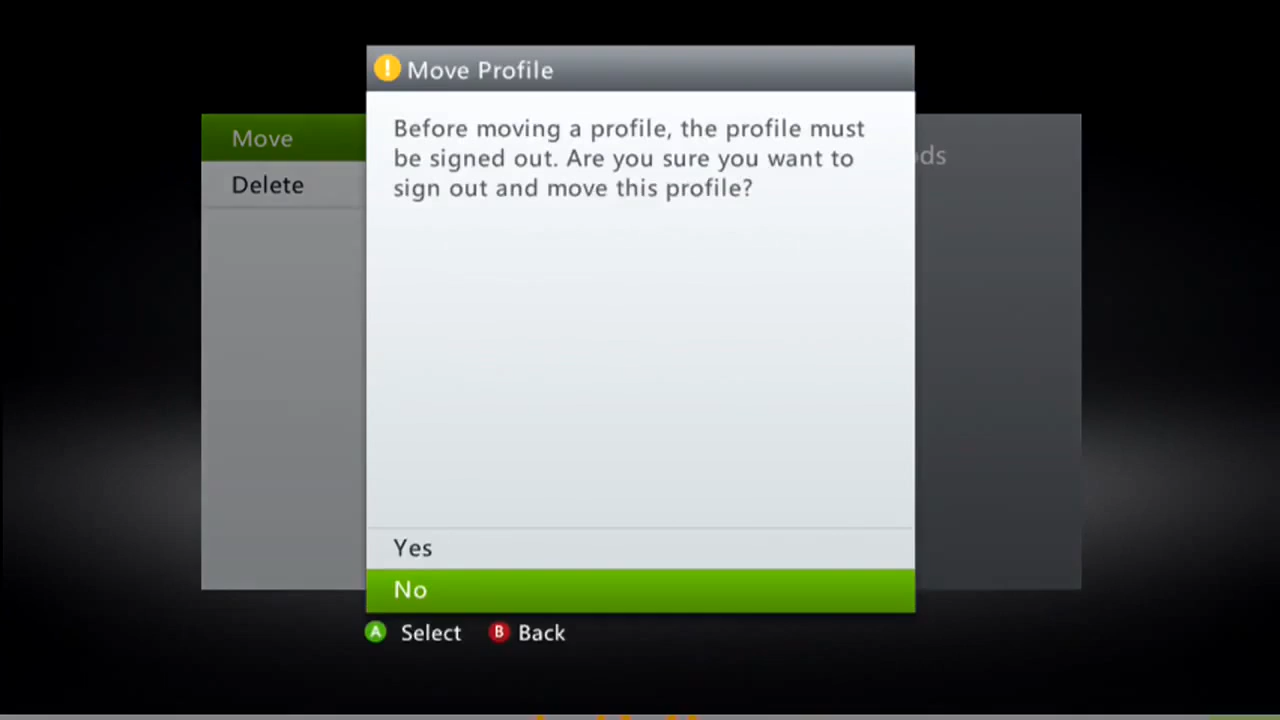 Move Profile
Before moving a profile, the profile must
be signed out. Are you sure you want to
sign out and move this profile?
Move
Delete
Yes
No
A Select B Back